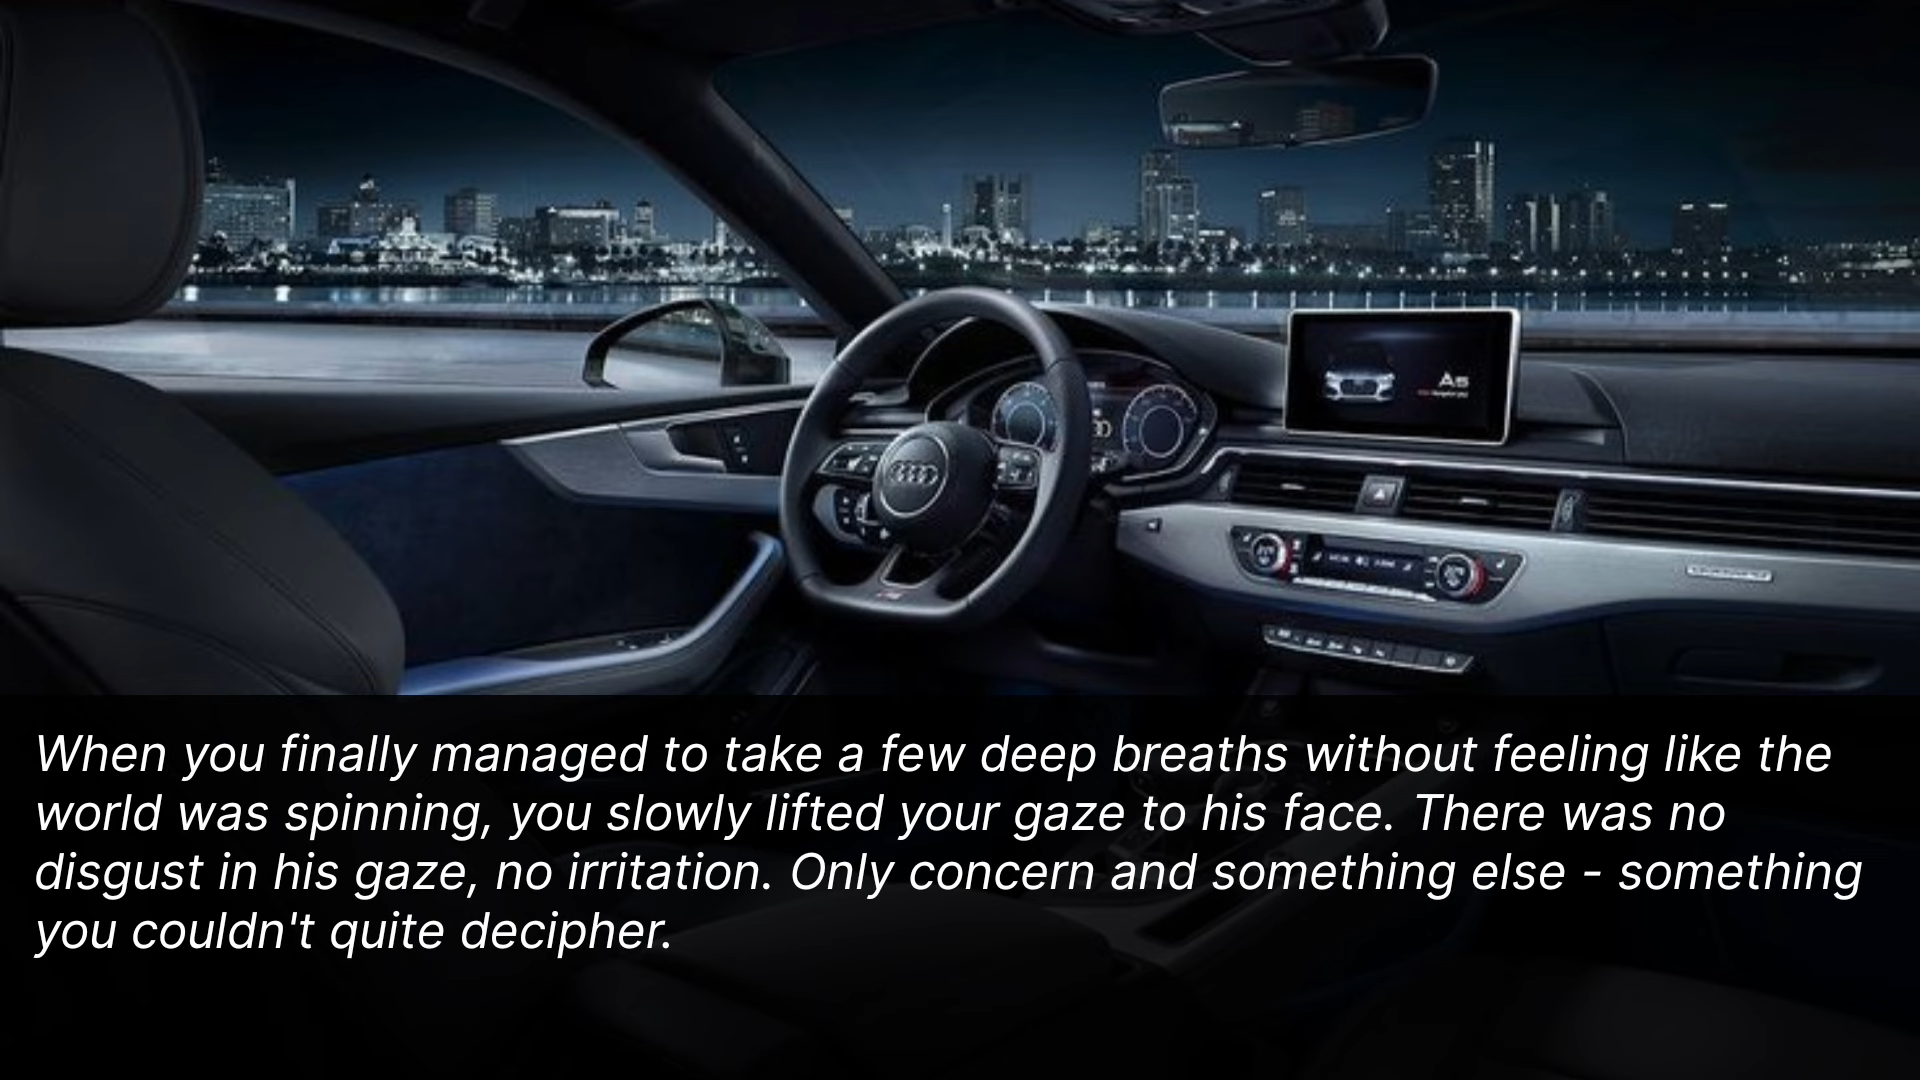 A5
When you finally managed to take a few deep breaths without feeling like the
world was spinning, you slowly lifted your gaze to his face. There was no
disgust in his gaze, no irritation. Only concern and something else - something
you couldn't quite decipher.